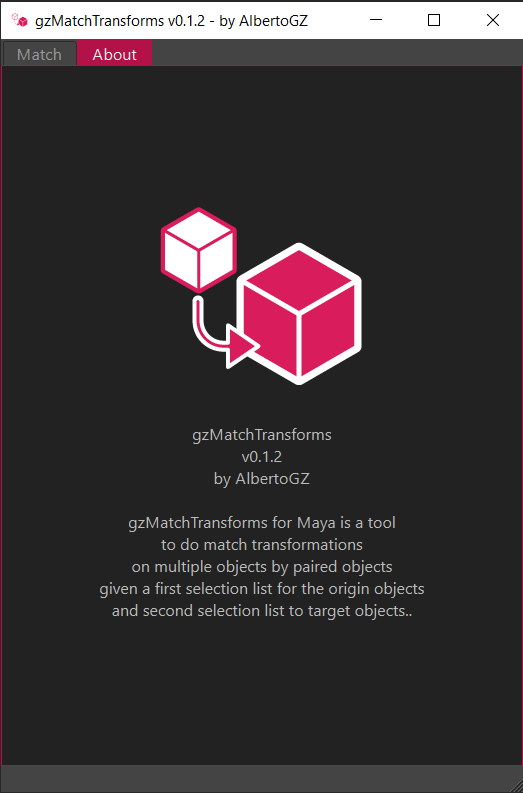 gzMatchTransforms v0.1.2 - by AlbertoGZ
Match
About
gzMatchTransforms
v0.1.2
by AlbertoGZ
gzMatchTransforms for Maya is a tool
to do match transformations
on multiple objects by paired objects
given a first selection list for the origin objects
and second selection list to target objects..